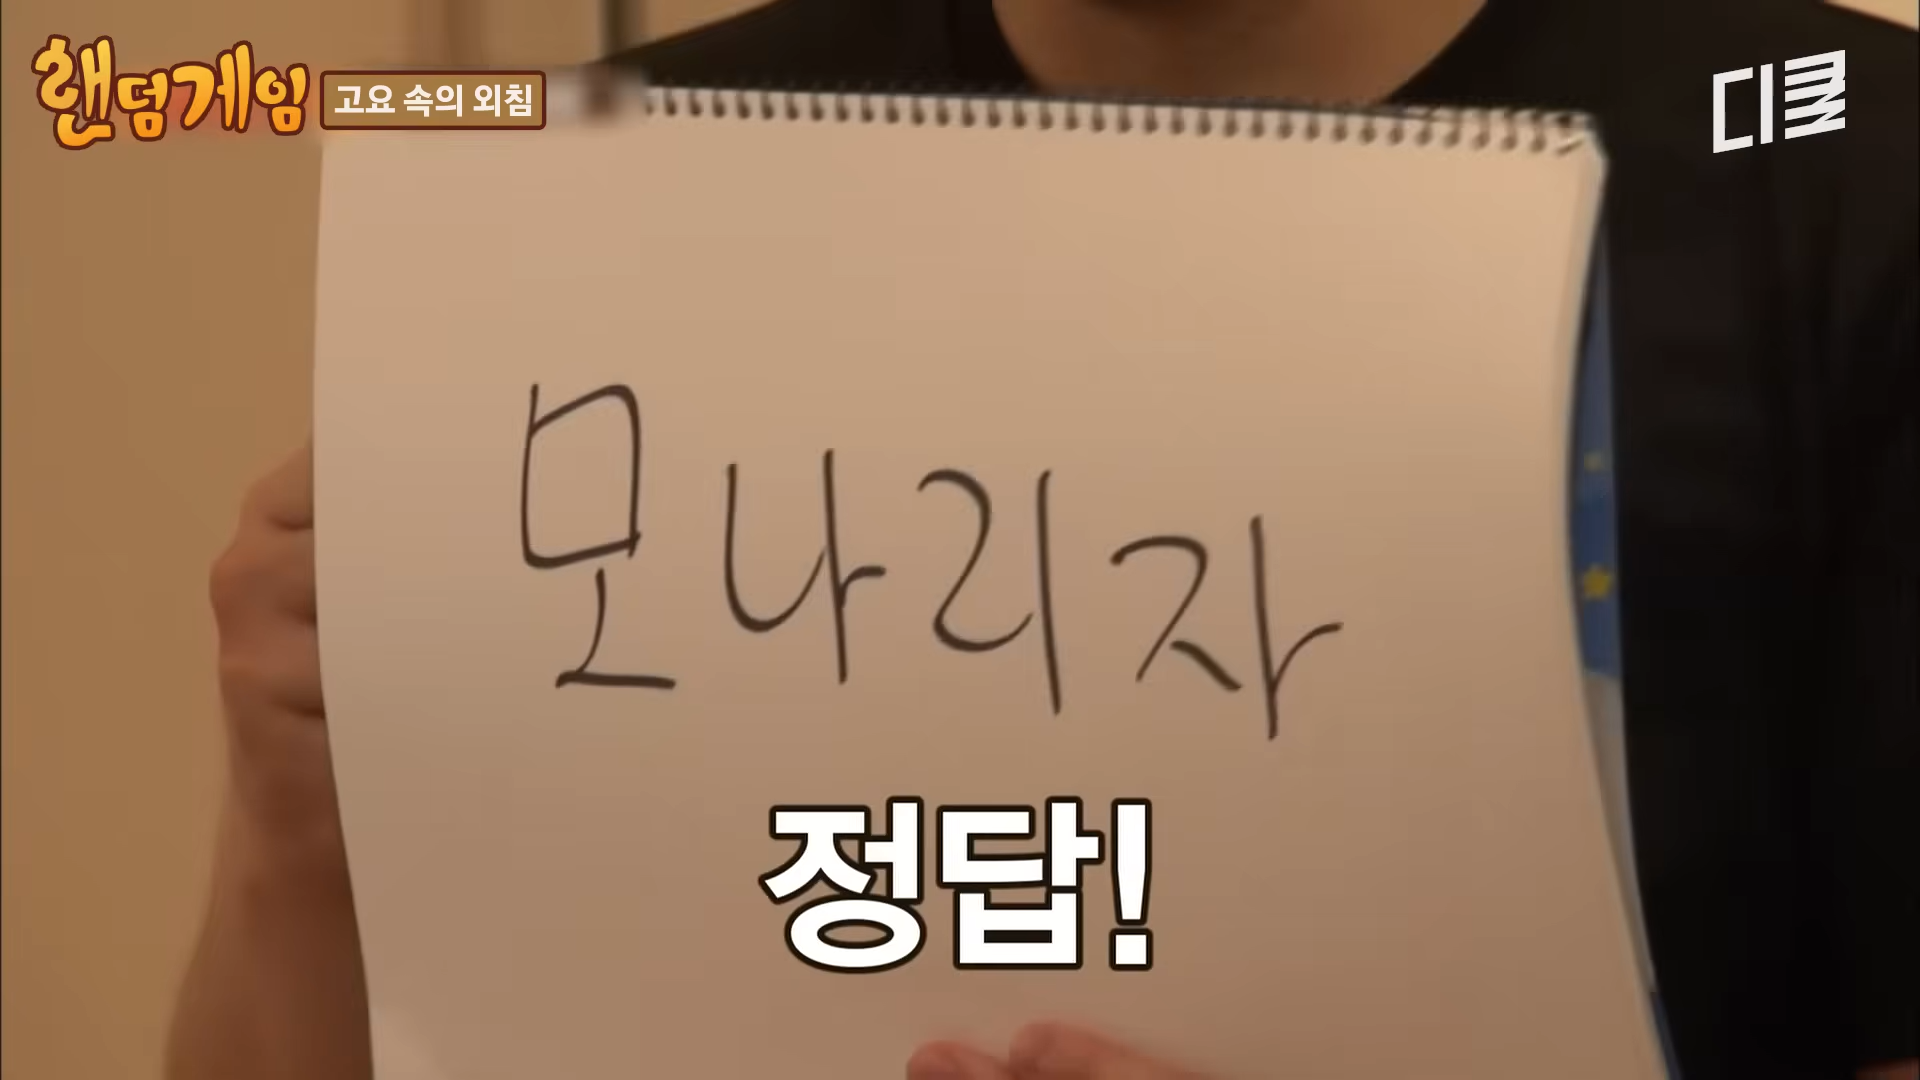 랜덤게임
고요 속의 외침
디글
모나리자
정답!